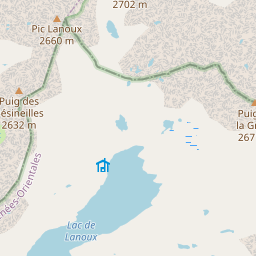 2702 m
Pic Lanoux
2660 m
Puig des
ésineilles
2632 m
Puig
la Gr
267
Lac de
Lanoux
nées-Orientales